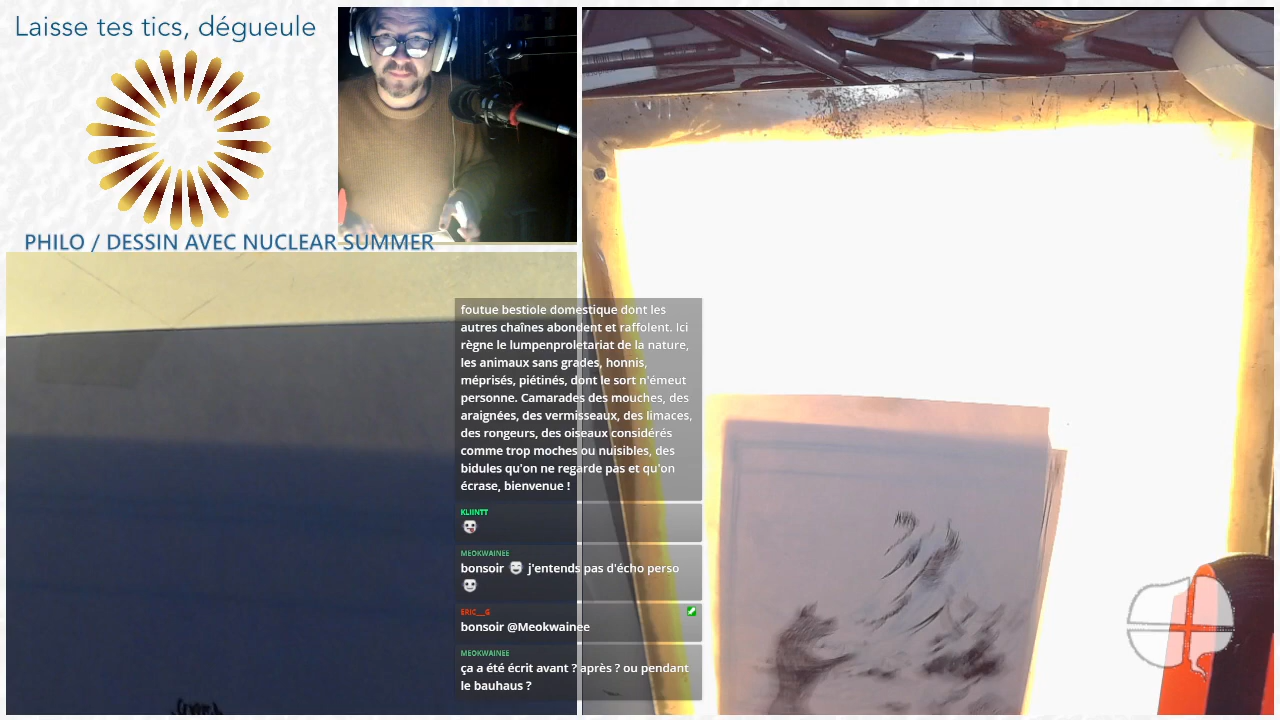 Laisse tes tics, dégueule
PHILO / DESSIN AVEC NUCLEAR SUMMER
foutue bestiole domestique dont les
autres chaînes abondent et raffolent. Ici
règne le lumpenproletariat de la nature,
les animaux sans grades, honnis,
méprisés, piétinés, dont le sort n'émeut
personne. Camarades des mouches, des
araignées, des vermisseaux, des limaces,
des rongeurs, des oiseaux considérés
comme trop moches ou nuisibles, des
bidules qu'on ne regarde pas et qu'on
écrase, bienvenue !
KLIINTT
MEOKWAINEE
bonsoir j'entends pas d'écho perso
ERIC__G
bonsoir @Meokwainee
MEOKWAINEE
ça a été écrit avant ? après ? ou pendant
le bauhaus ?